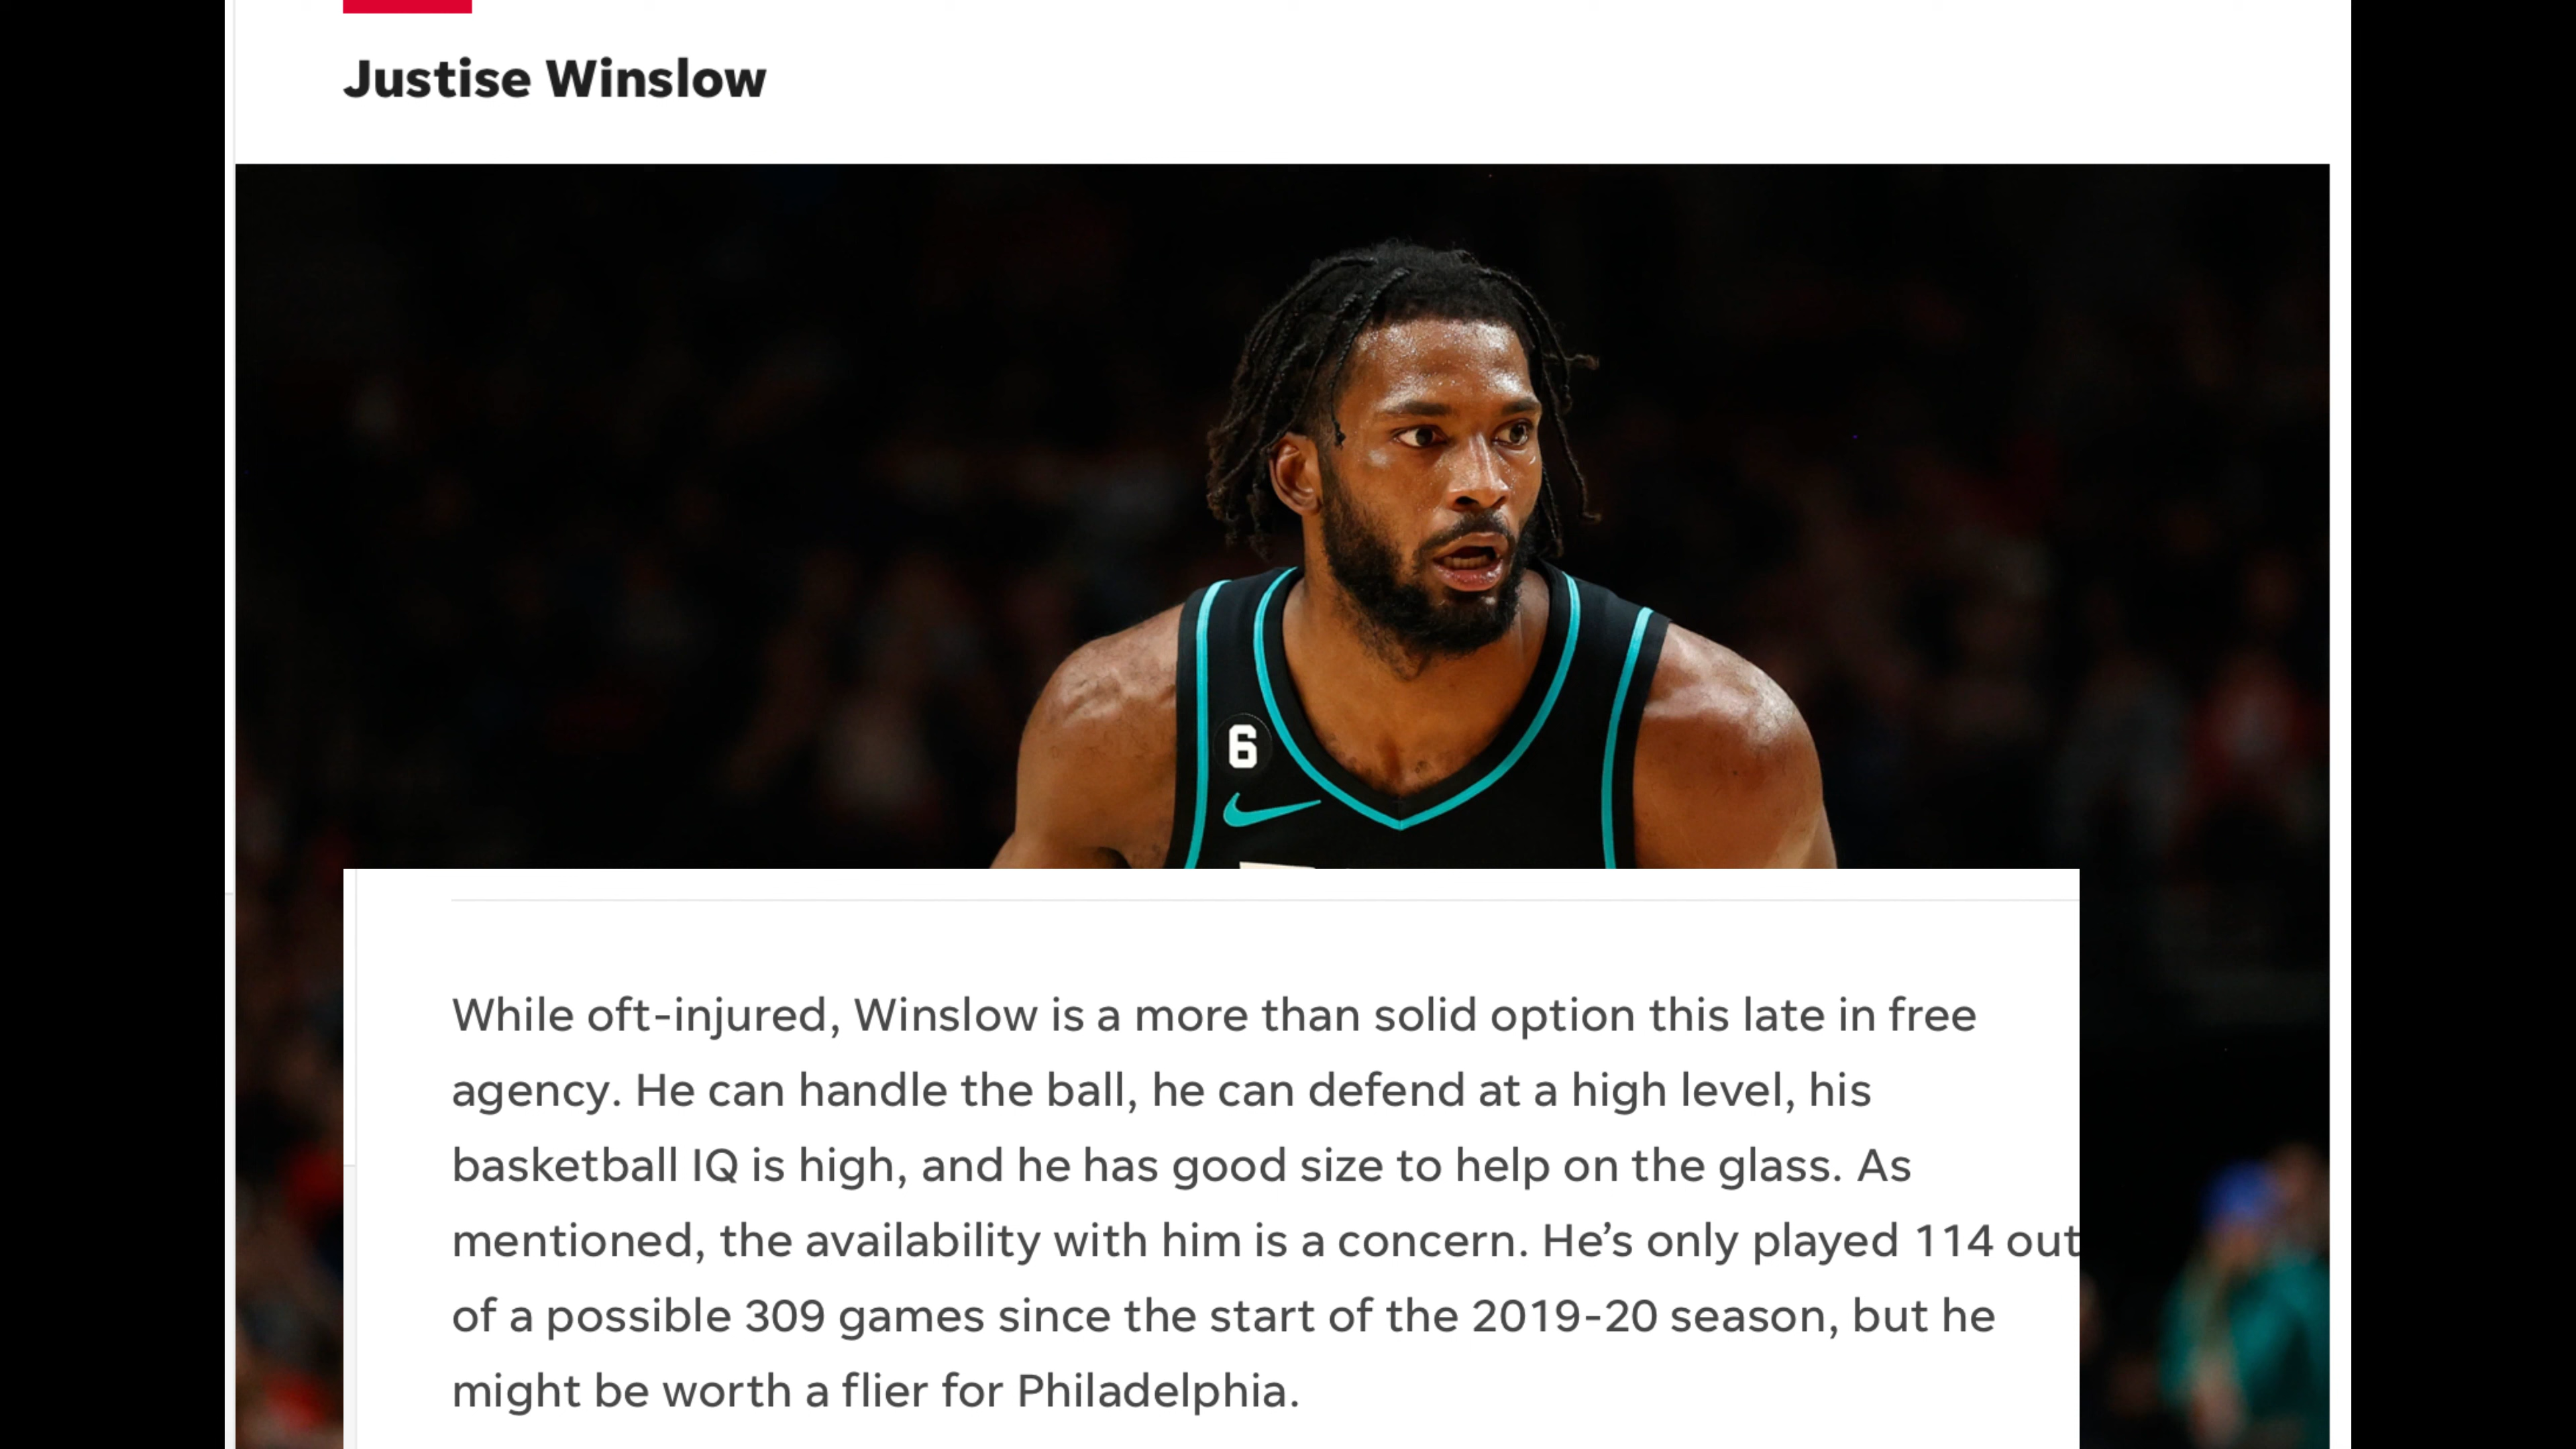 Justise Winslow
6
While oft-injured, Winslow is a more than solid option this late in free
agency. He can handle the ball, he can defend at a high level, his
basketball IQ is high, and he has good size to help on the glass. As
mentioned, the availability with him is a concern. He’s only played 114 out
of a possible 309 games since the start of the 2019-20 season, but he
might be worth a flier for Philadelphia.